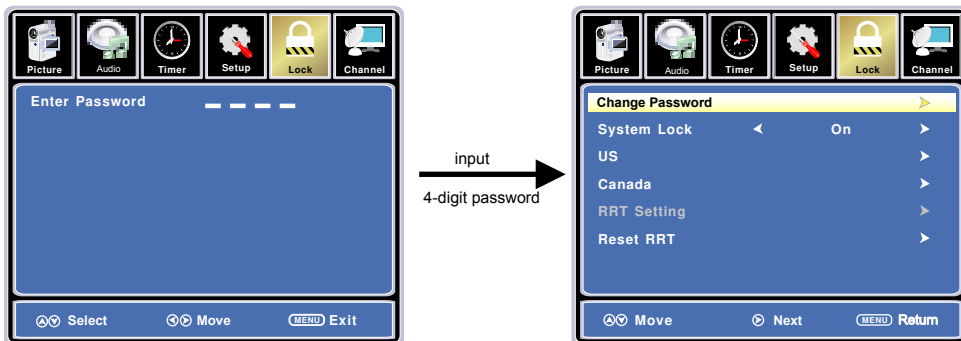 Picture Audio Timer Setup Lock Channel
Enter Password _ _ _ _
Select Move MENU Exit
input
4-digit password
Picture Audio Timer Setup Lock Channel
Change Password
System Lock On
US
Canada
RRT Setting
Reset RRT
Move Next MENU Return